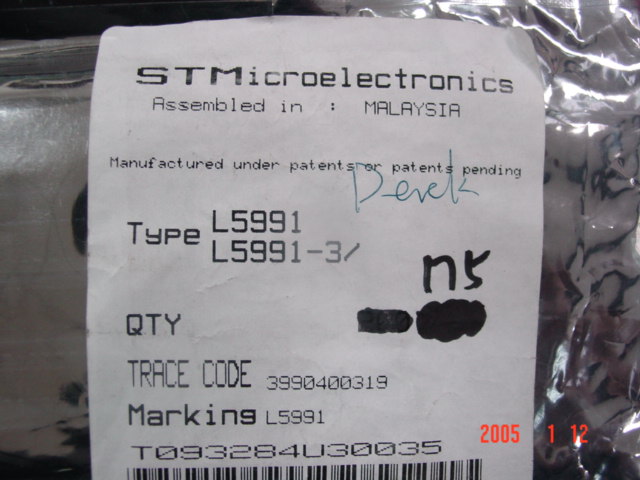 STMicroelectronics
Assembled in : MALAYSIA
Manufactured under patents or patents pending
Derek
Type L5991
L5991-3/
QTY
TRACE CODE 3990400319
Marking L5991
T093284U30035
2005 1 12